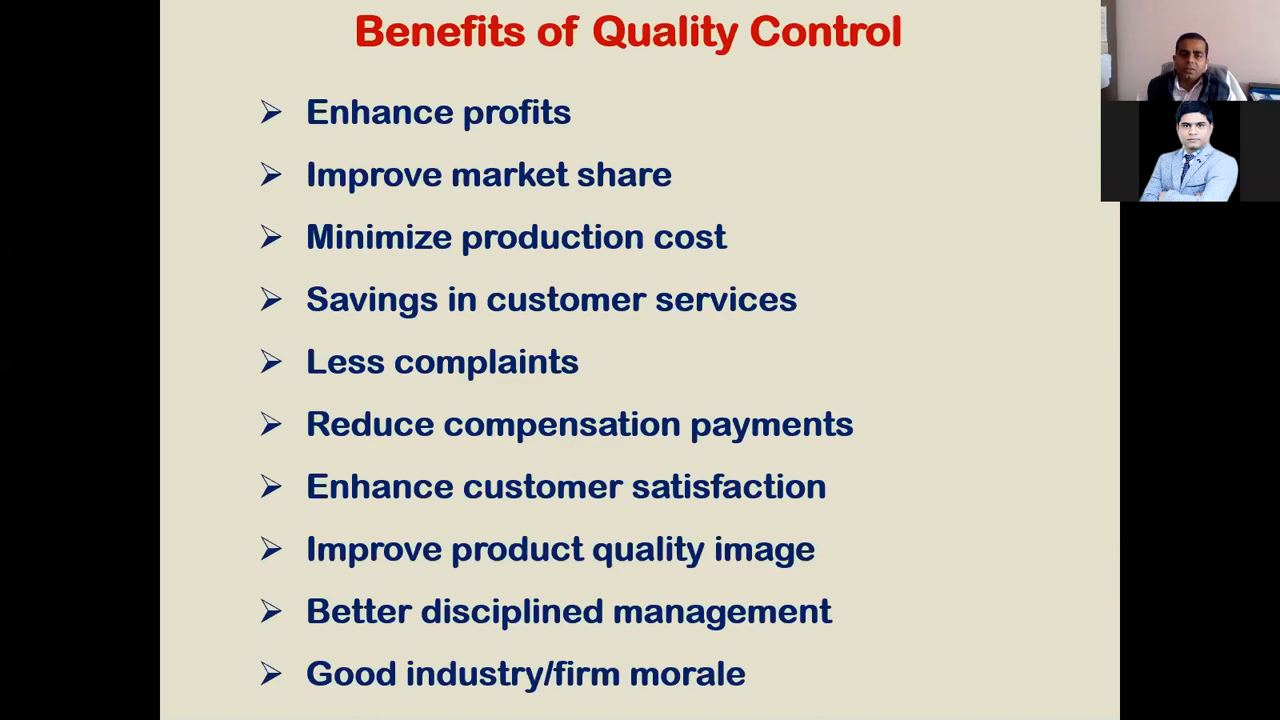 Benefits of Quality Control
Enhance profits
Improve market share
Minimize production cost
Savings in customer services
Less complaints
Reduce compensation payments
Enhance customer satisfaction
Improve product quality image
Better disciplined management
Good industry/firm morale